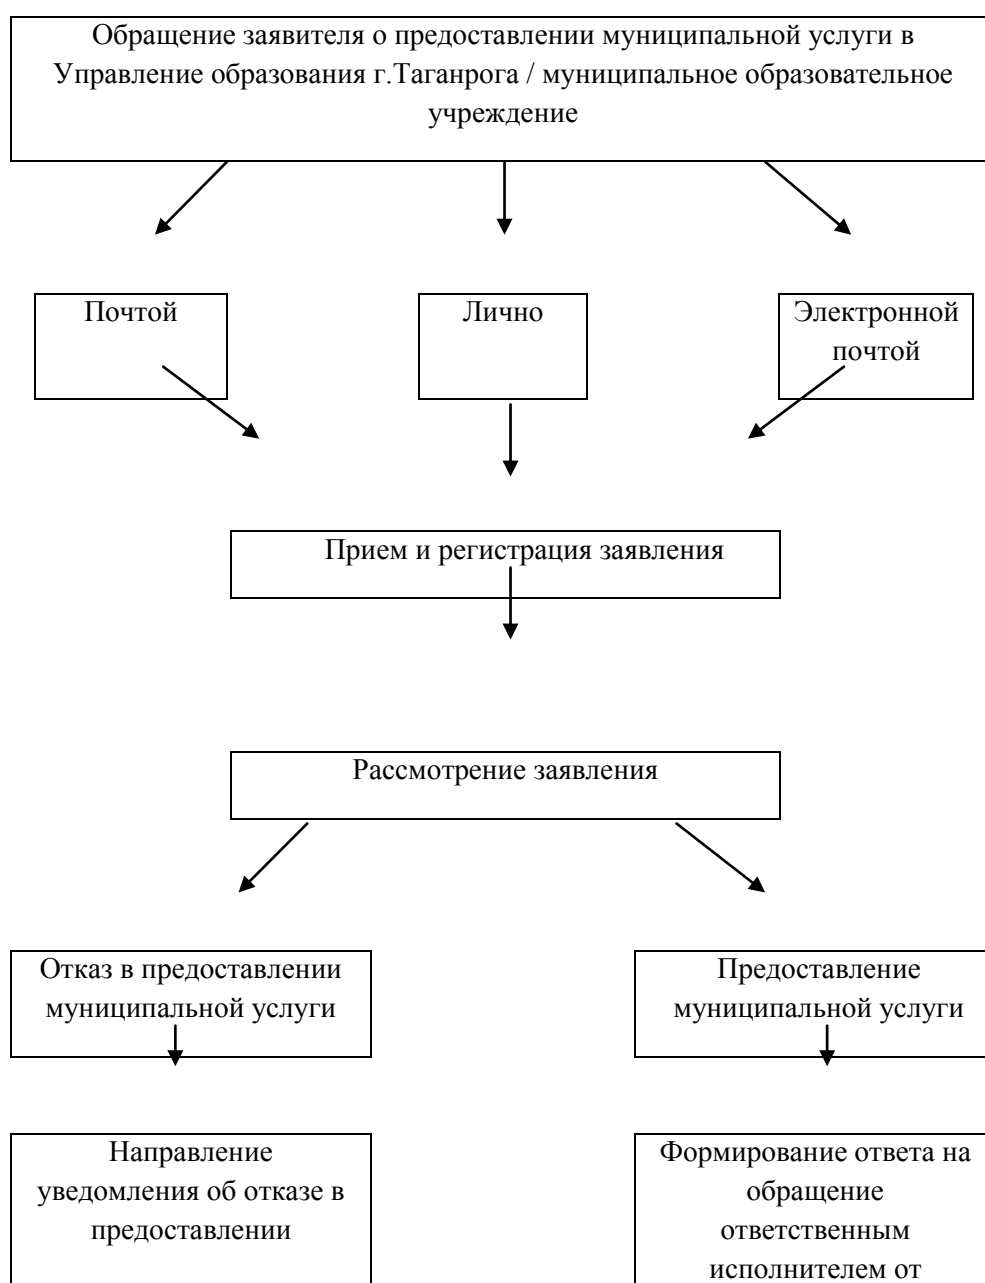 Обращение заявителя о предоставлении муниципальной услуги в
Управление образования г.Таганрога / муниципальное образовательное
учреждение
Почтой
Лично
Электронной
почтой
Прием и регистрация заявления
Рассмотрение заявления
Отказ в предоставлении
муниципальной услуги
Предоставление
муниципальной услуги
Направление
уведомления об отказе в
предоставлении
Формирование ответа на
обращение
ответственным
исполнителем от